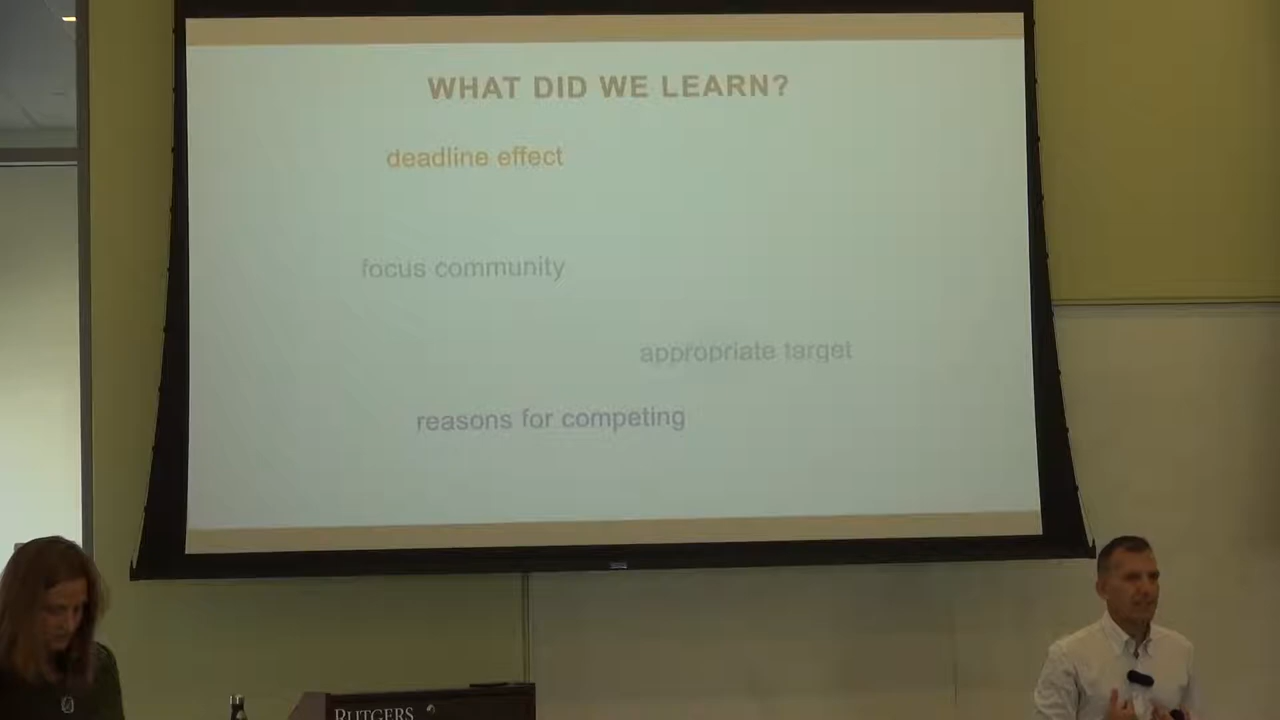 WHAT DID WE LEARN?
deadline effect
focus community
appropriate target
reasons for competing
RUTGERS